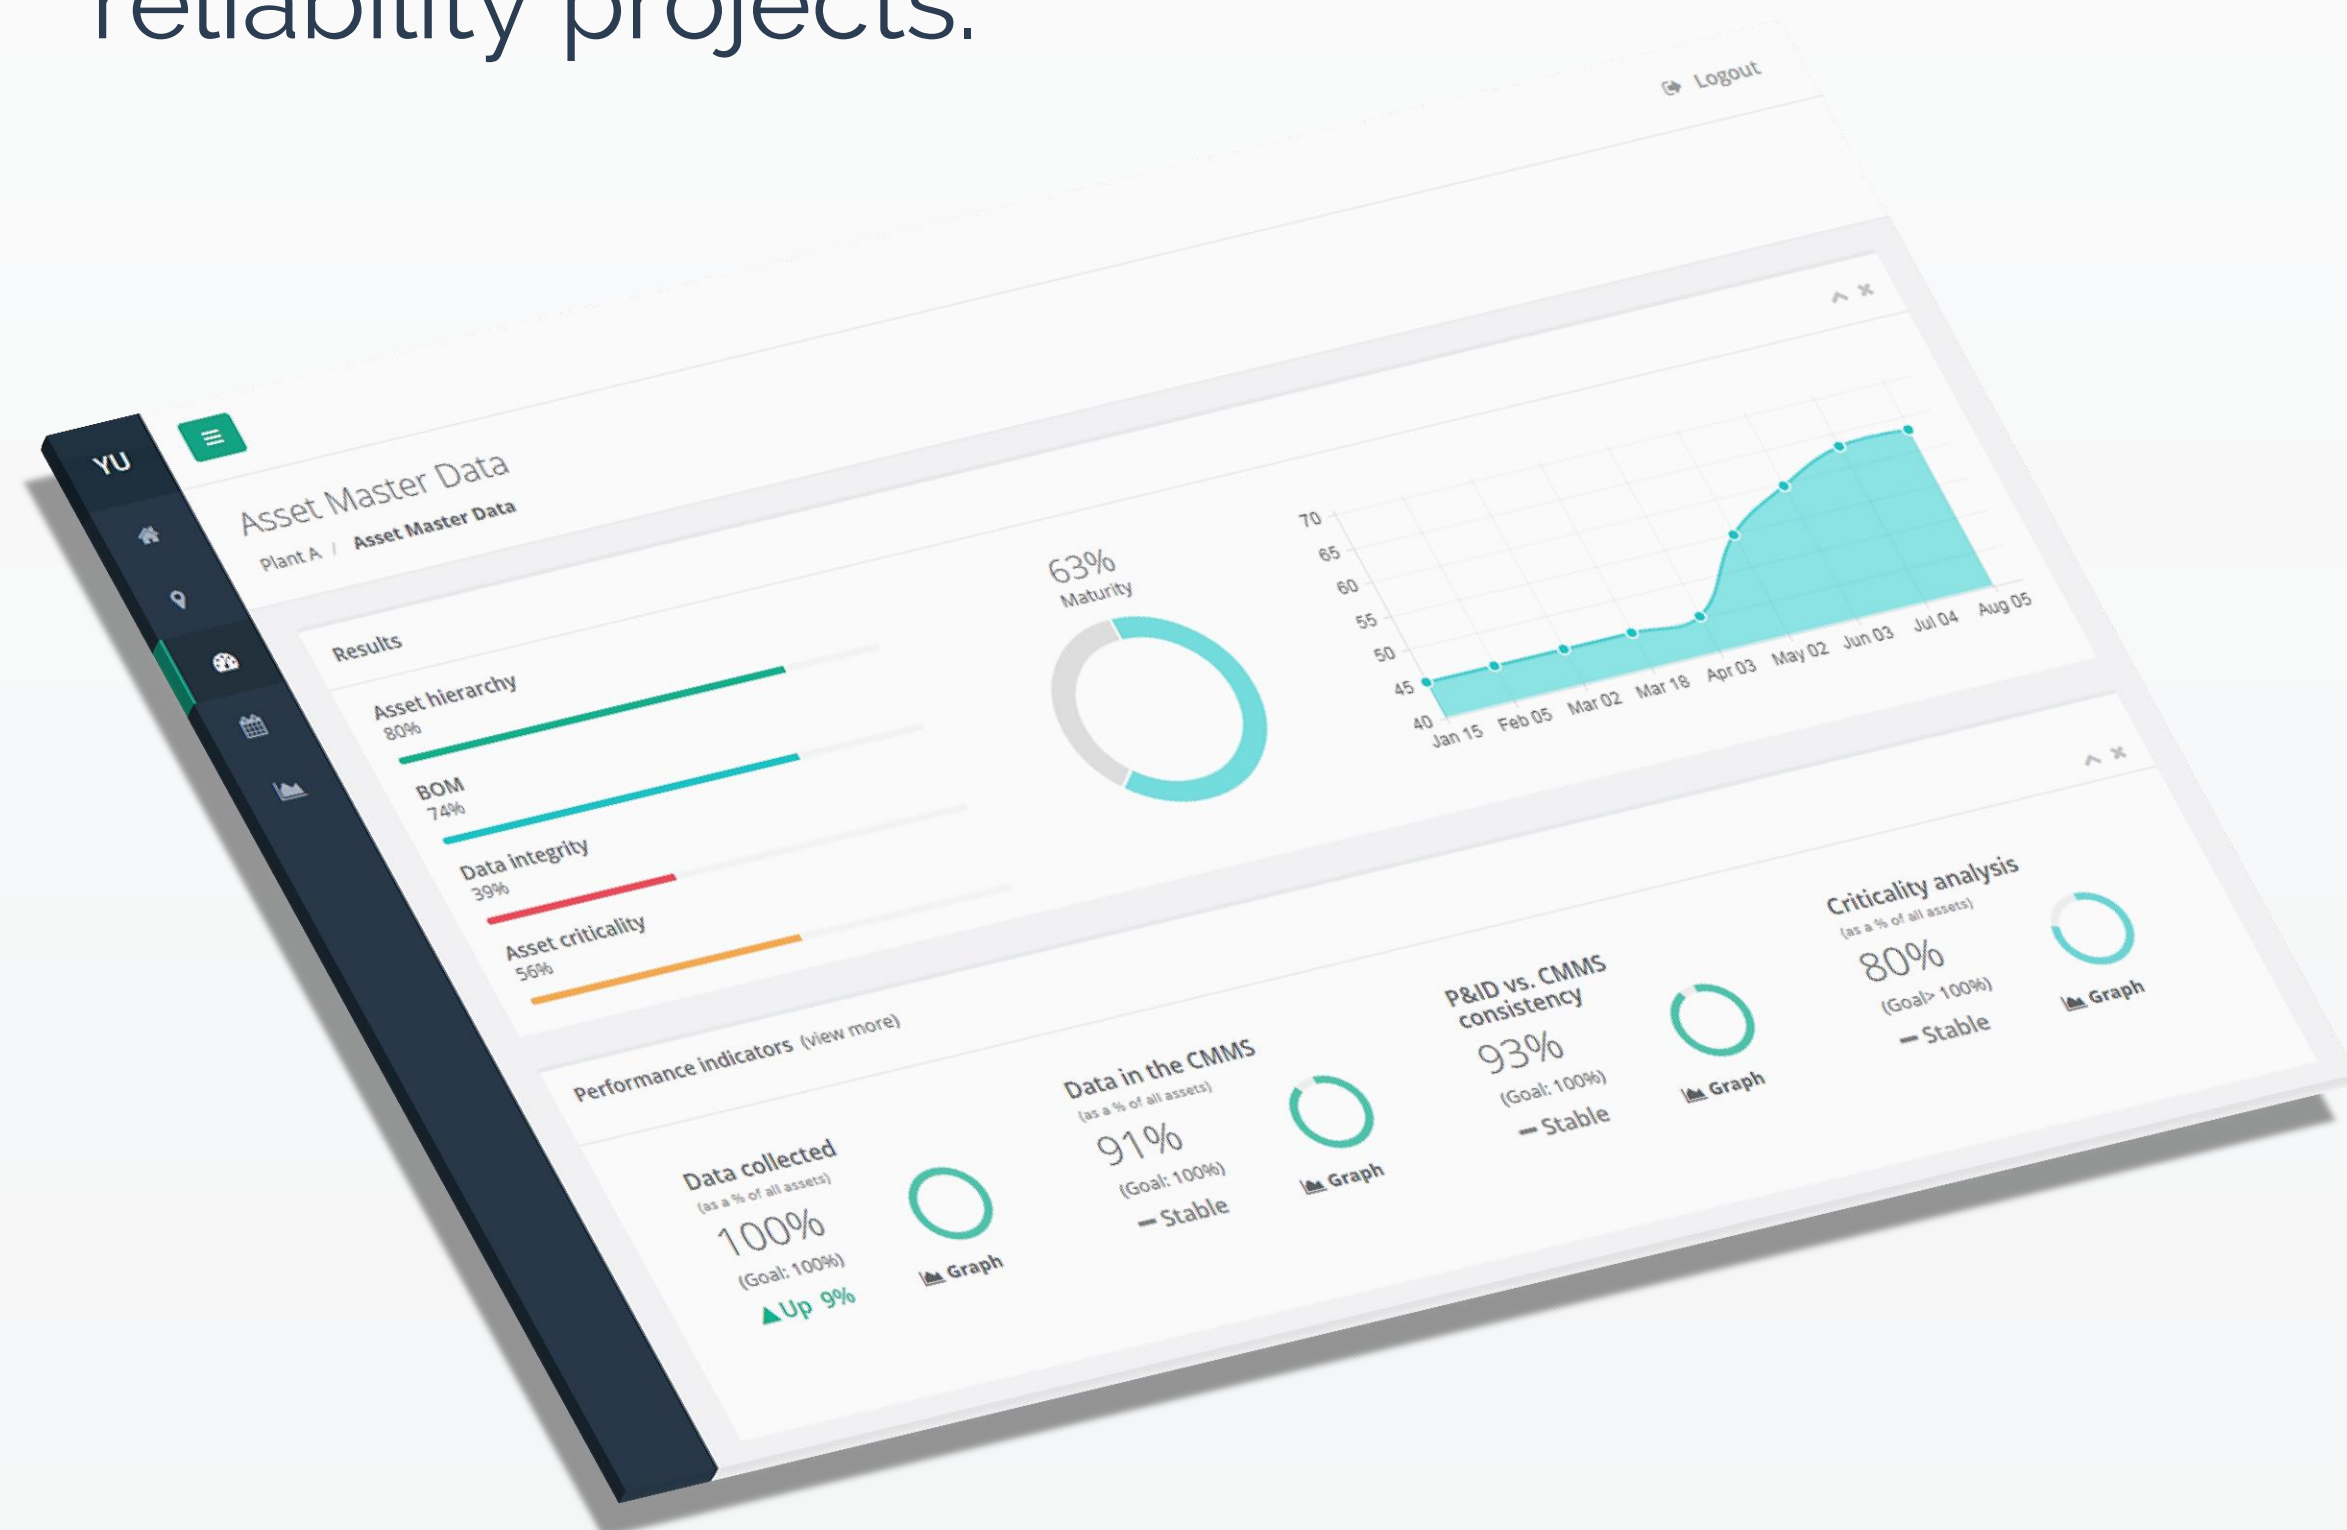 reliability projects.
Logout
YU
Asset Master Data
Plant A / Asset Master Data
Results
Asset hierarchy
80%
BOM
74%
Data integrity
39%
Asset criticality
56%
63%
Maturity
70
65
60
55
50
45
40
Jan 15 Feb 05 Mar 02 Mar 18 Apr 03 May 02 Jun 03 Jul 04 Aug 05
Performance indicators (view more)
Data collected
(as a % of all assets)
100%
(Goal: 100%)
Up 9%
Graph
Data in the CMMS
(as a % of all assets)
91%
(Goal: 100%)
Stable
Graph
P&ID vs. CMMS
consistency
93%
(Goal: 100%)
Stable
Graph
Criticality analysis
(as a % of all assets)
80%
(Goal> 100%)
Stable
Graph